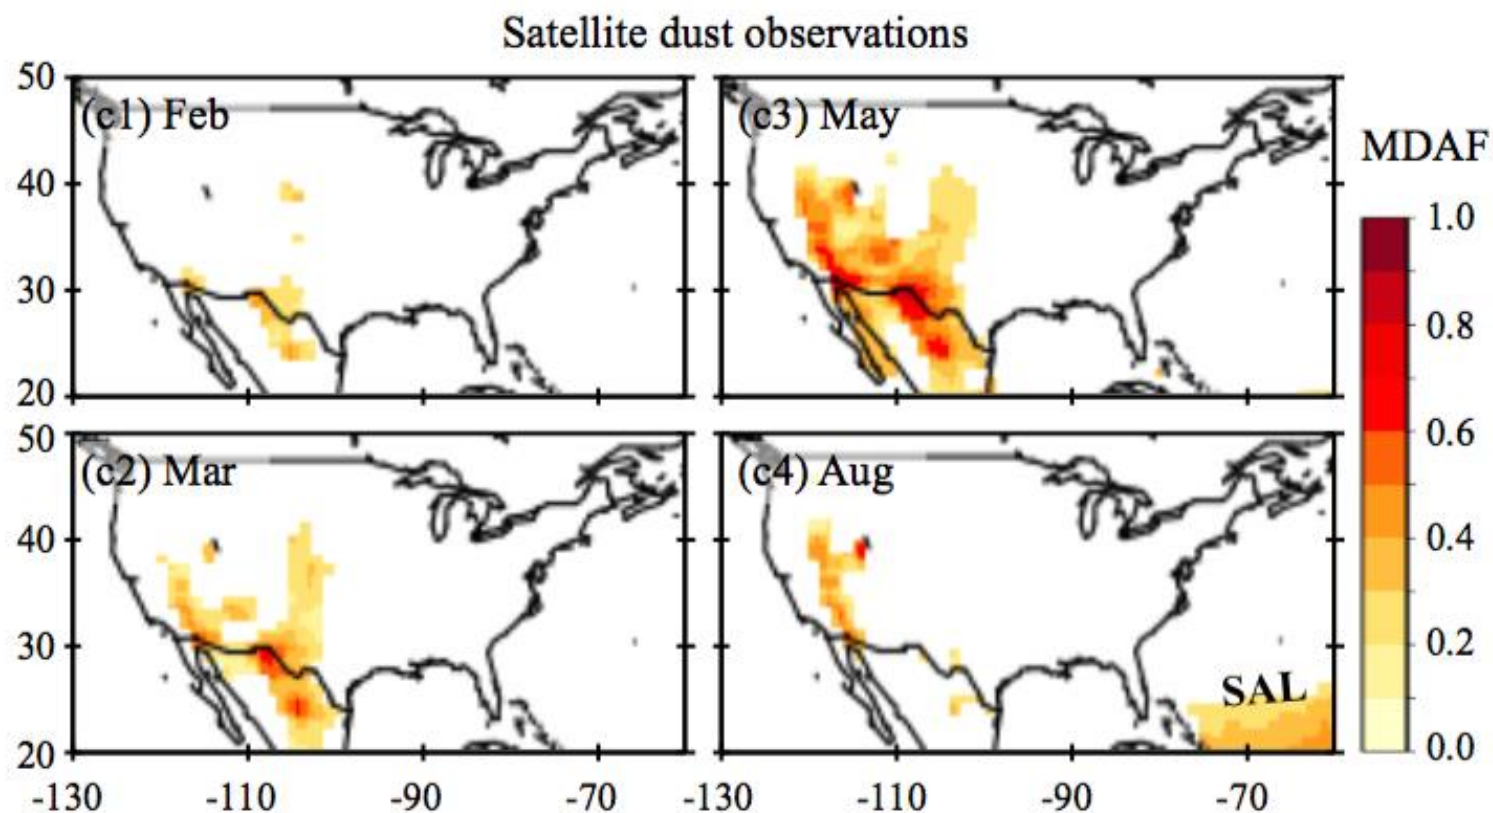 Satellite dust observations
50
(c1) Feb
(c3) May
MDAF
40
1.0
30
0.8
20
50
0.6
(c2) Mar
(c4) Aug
40
0.4
30
0.2
SAL
20
0.0
-130 -110 -90 -70 -130 -110 -90 -70